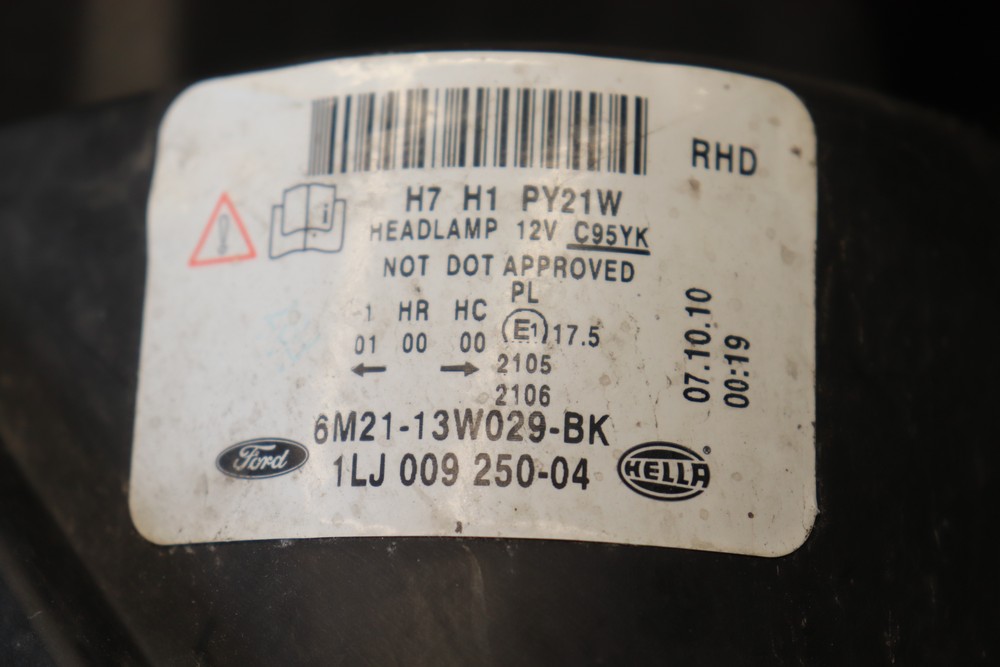 RHD
H7 H1 PY21W
HEADLAMP 12V C95YK
NOT DOT APPROVED
PL
1 HR HC E1 17.5
01 00 00
2105
2106
07.10.10
00:19
6M21-13W029-BK
Ford
1LJ 009 250-04
HELLA®